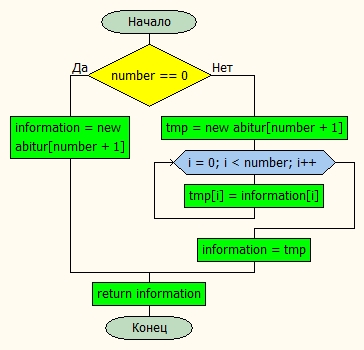 Начало
Да
number == 0
Нет
information = new
abitur[number + 1]
tmp = new abitur[number + 1]
i = 0; i < number; i++
tmp[i] = information[i]
information = tmp
return information
Конец